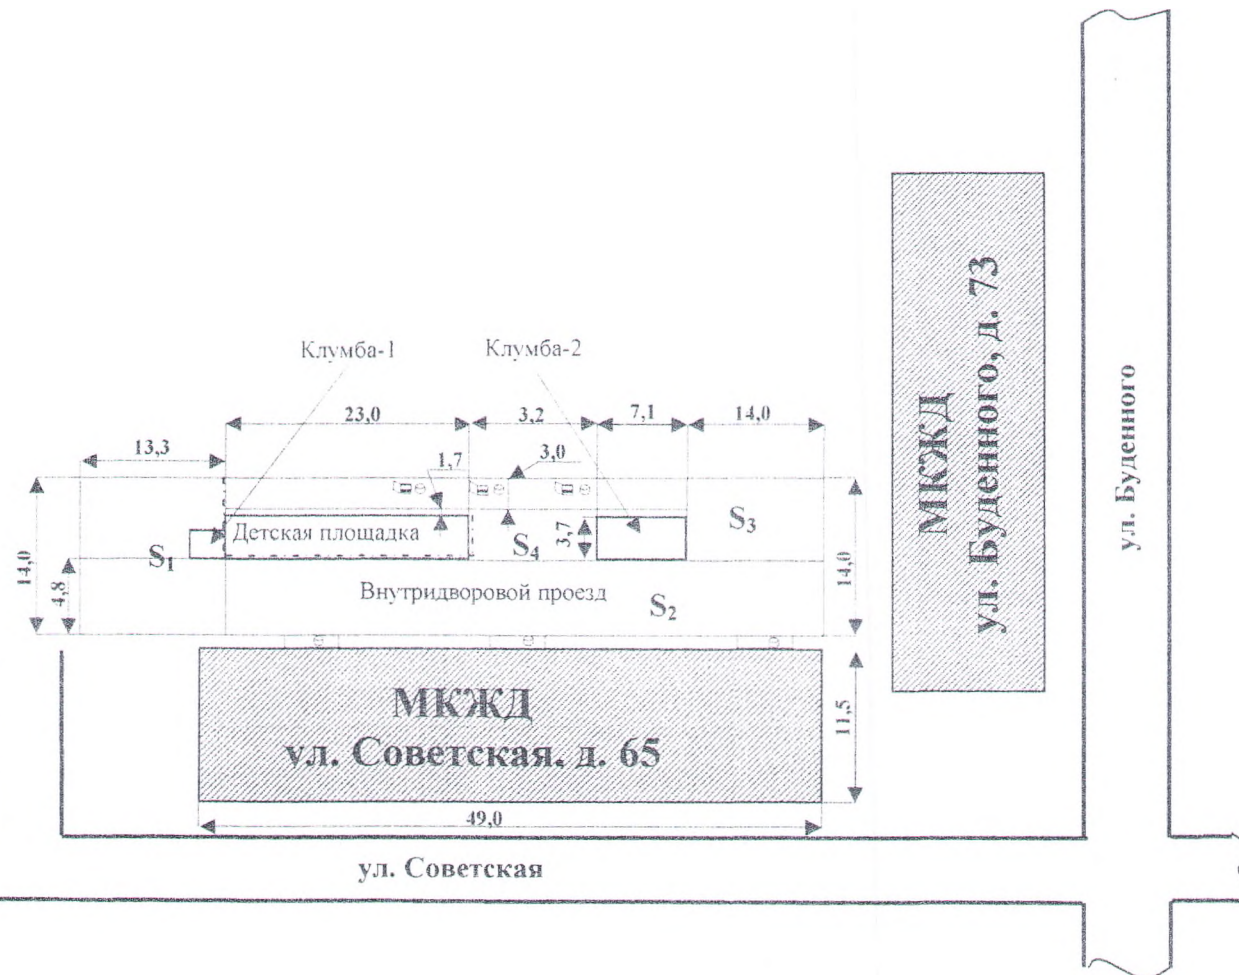 Клумба-1
Клумба-2
23,0
3,2
7,1
14,0
13,3
1,7
3,0
14,0
4,8
S1
Детская площадка
S4
3,7
S3
14,0
Внутридворовой проезд
S2
МКЖД
ул. Советская, д. 65
11,5
49,0
МКЖД
ул. Буденного, д. 73
ул. Буденного
ул. Советская